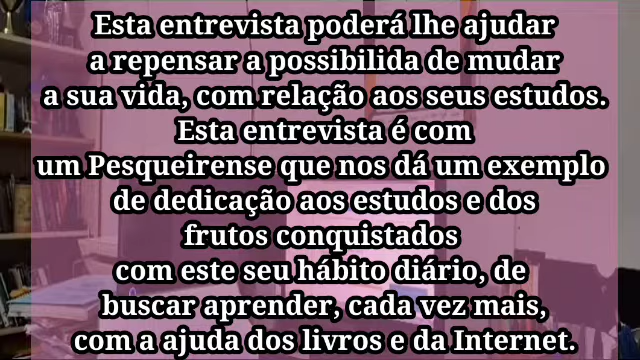 Esta entrevista poderá lhe ajudar
a repensar a possibilida de mudar
a sua vida, com relação aos seus estudos.
Esta entrevista é com
um Pesqueirense que nos dá um exemplo
de dedicação aos estudos e dos
frutos conquistados
com este seu hábito diário, de
buscar aprender, cada vez mais,
com a ajuda dos livros e da Internet.